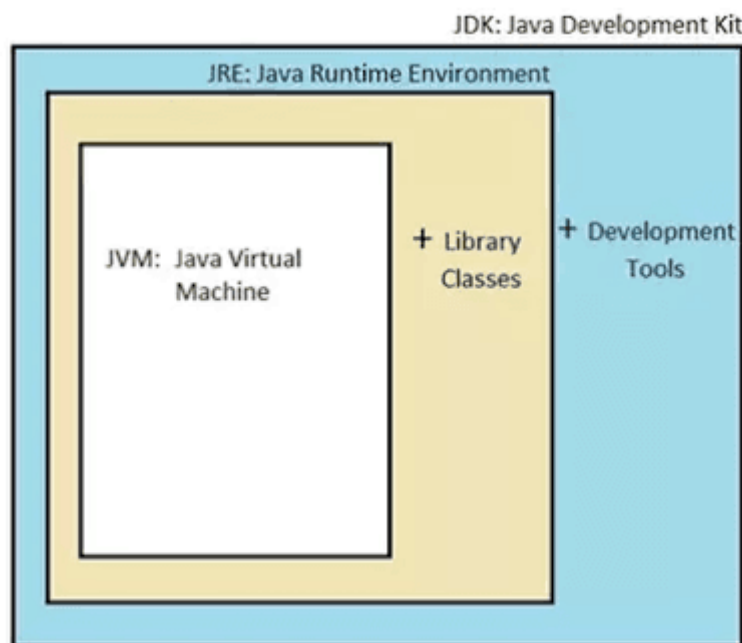 JDK: Java Development Kit
JRE: Java Runtime Environment
JVM: Java Virtual
Machine
+ Library
Classes
+ Development
Tools